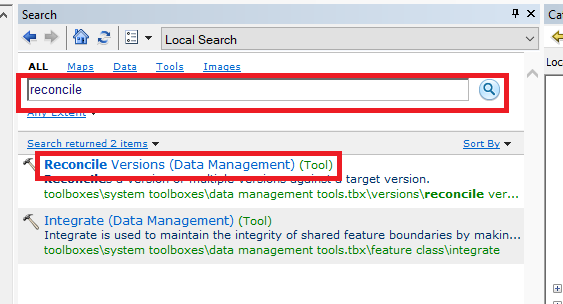 Search
Local Search
ALL Maps Data Tools Images
reconcile
Any Extent
Search returned 2 items Sort By
Reconcile Versions (Data Management) (Tool)
Reconciles a version or multiple versions against a target version.
toolboxes\system toolboxes\data management tools.tbx\versions\reconcile ver...
Integrate (Data Management) (Tool)
Integrate is used to maintain the integrity of shared feature boundaries by makin...
toolboxes\system toolboxes\data management tools.tbx\feature class\integrate
Ca
Loc